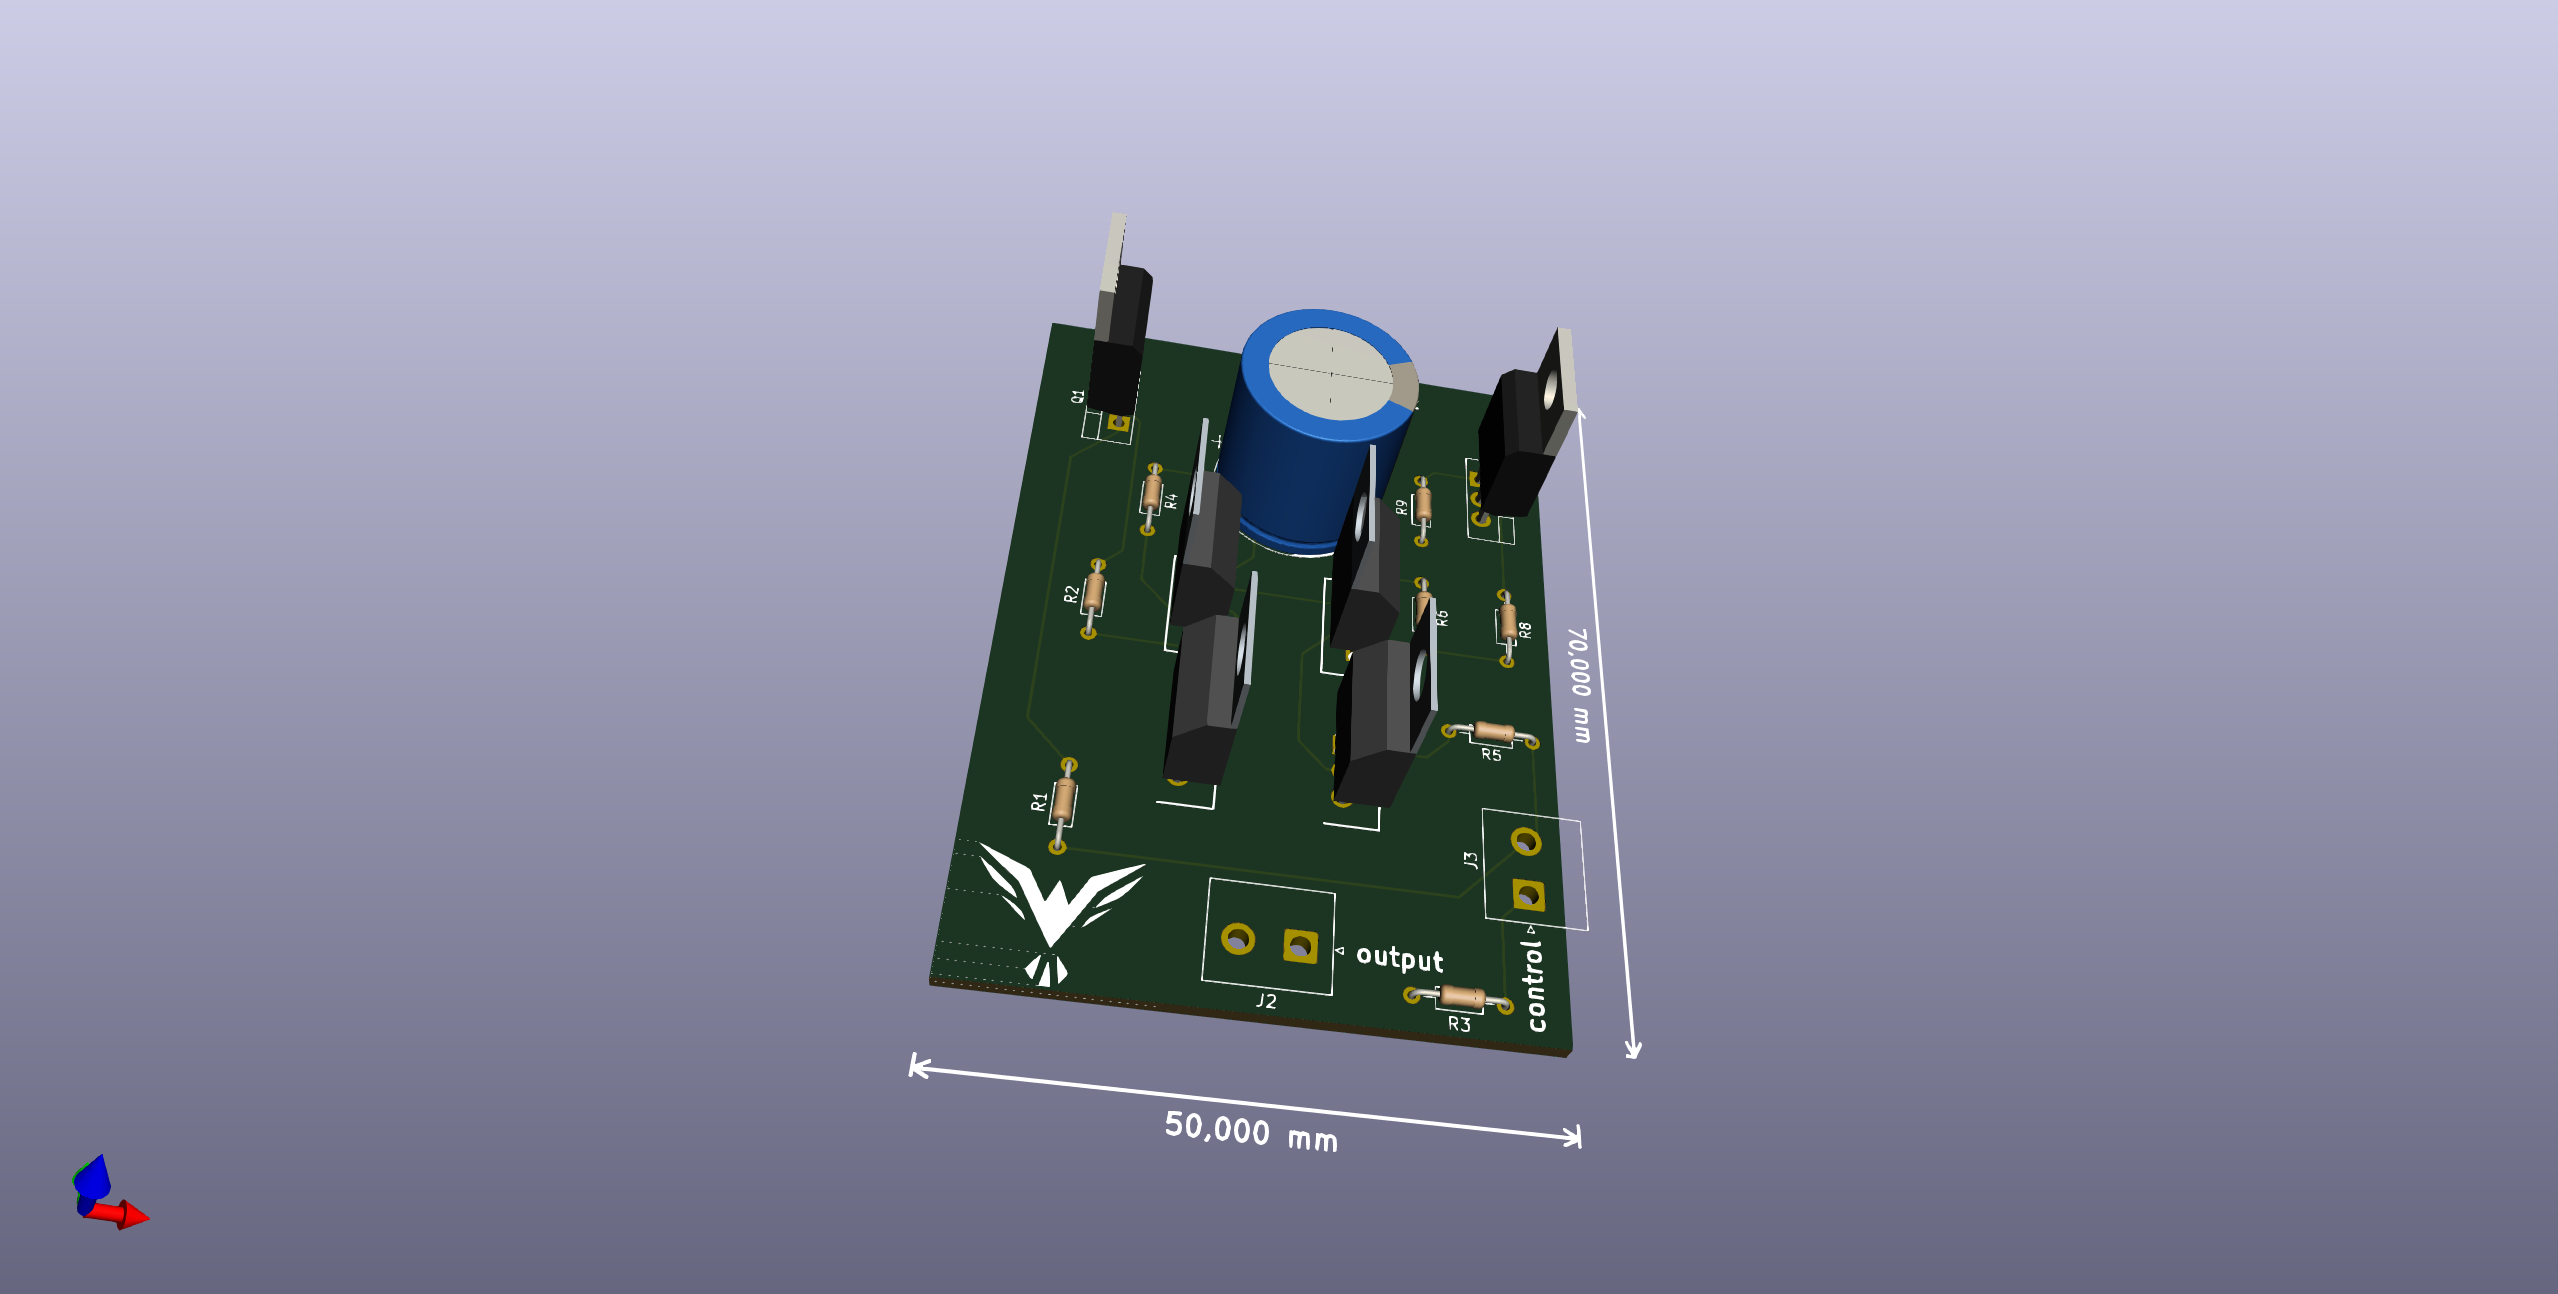 Q1
+
R4
R9
R2
R6
R8
70,000 mm
R5
R1
J3
output
control
J2
R3
50,000 mm